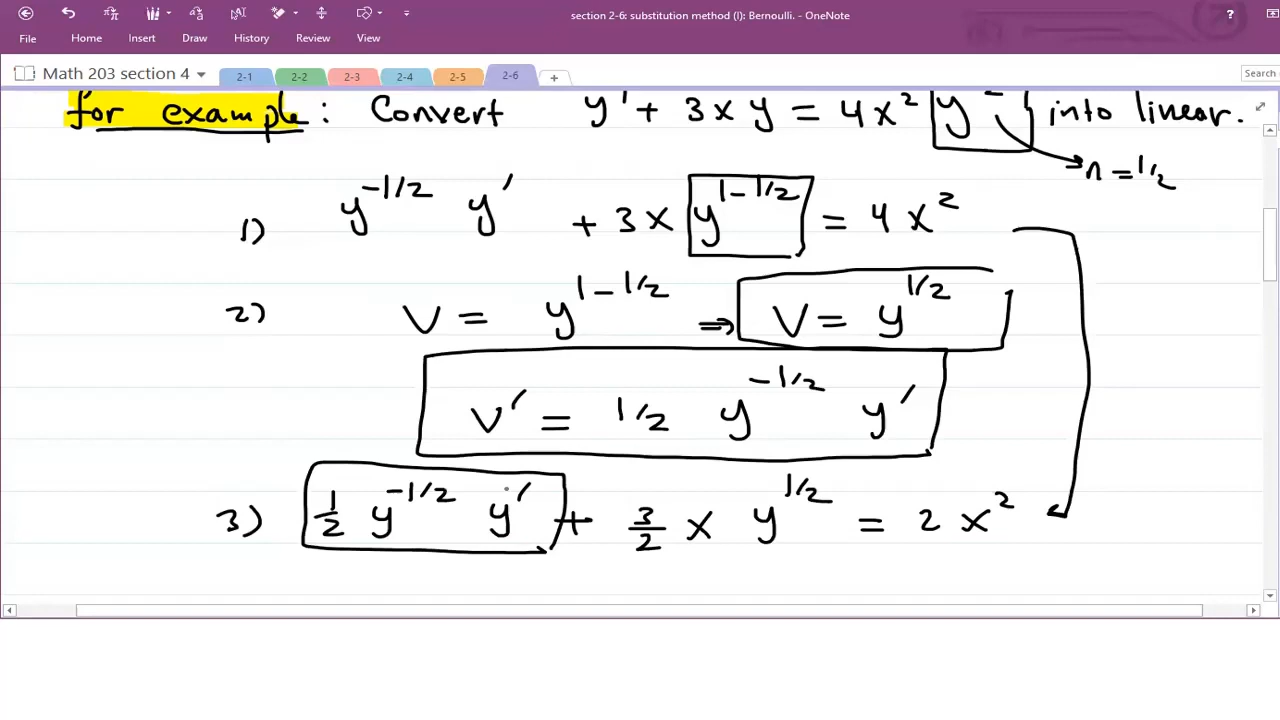 section 2-6: substitution method (I): Bernoulli. - OneNote
?
File Home Insert Draw History Review View
Math 203 section 4 2-1 2-2 2-3 2-4 2-5 2-6 + Search
for example : Convert y' + 3xy = 4x² y into linear.
n = 1/2
1) y^{-1/2} y' + 3x y^{1-1/2} = 4x²
2) V = y^{1-1/2} ⇒ V = y^{1/2}
V' = 1/2 y^{-1/2} y'
3) 1/2 y^{-1/2} y' + 3/2 x y^{1/2} = 2x²